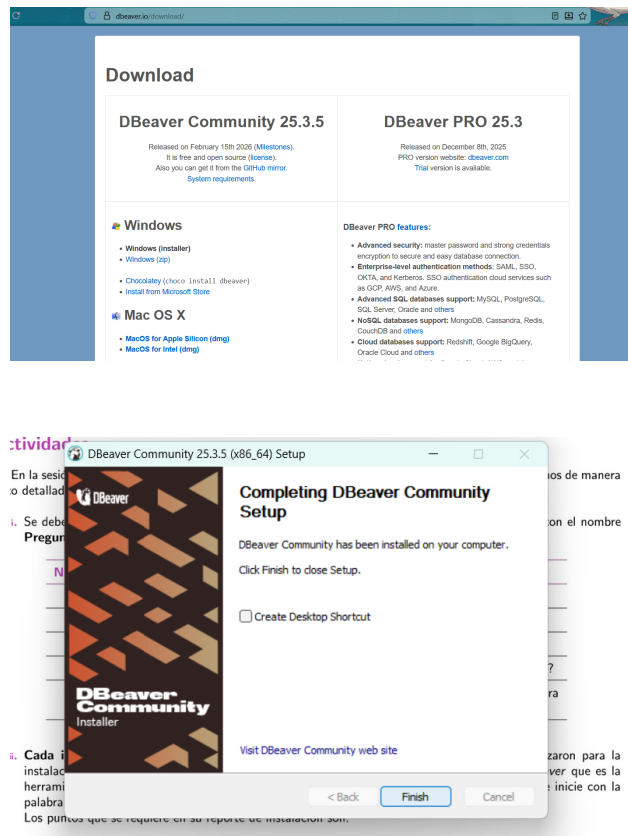 dbeaver.io/download/
Download
DBeaver Community 25.3.5
Released on February 15th 2026 (Milestones).
It is free and open source (license).
Also you can get it from the GitHub mirror.
System requirements.
DBeaver PRO 25.3
Released on December 8th, 2025
PRO version website: dbeaver.com
Trial version is available.
Windows
• Windows (installer)
• Windows (zip)
• Chocolatey (choco install dbeaver)
• Install from Microsoft Store
Mac OS X
• MacOS for Apple Silicon (dmg)
• MacOS for Intel (dmg)
DBeaver PRO features:
• Advanced security: master password and strong credentials
encryption to secure and easy database connection.
• Enterprise-level authentication methods: SAML, SSO,
OKTA, and Kerberos. SSO authentication cloud services such
as GCP, AWS, and Azure.
• Advanced SQL databases support: MySQL, PostgreSQL,
SQL Server, Oracle and others
• NoSQL databases support: MongoDB, Cassandra, Redis,
CouchDB and others
• Cloud databases support: Redshift, Google BigQuery,
Oracle Cloud and others
DBeaver Community 25.3.5 (x86_64) Setup
En la
nos de manera
Se
on el nombre
DBeaver
Completing DBeaver Community
Setup
DBeaver Community has been installed on your computer.
Click Finish to close Setup.
Create Desktop Shortcut
?
ra
DBeaver
Community
Installer
Visit DBeaver Community web site
ii. Cada
zaron para la
ver que es la
inicie con la
palabra
< Back
Finish
Cancel
Los puntos que se requiere en su reporte de instalación son: